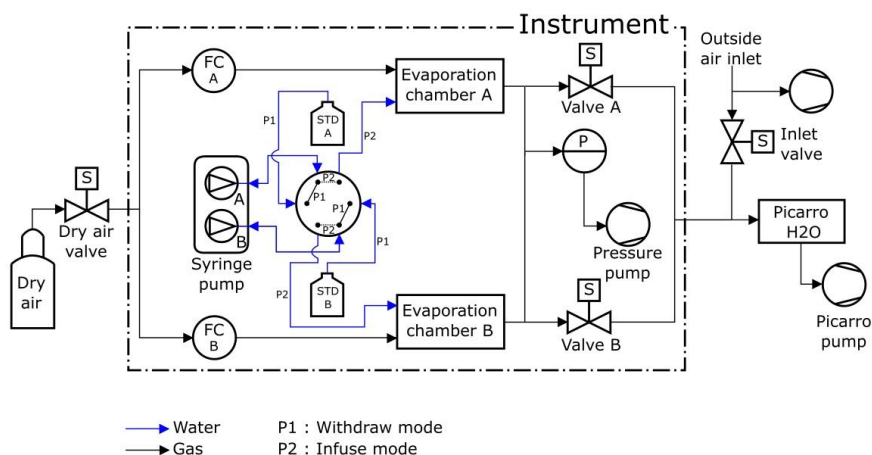 Instrument
Outside
air inlet
FC
A
Evaporation
chamber A
S
Valve A
P1
STD
A
P2
P
S
Inlet
valve
S
Dry air
valve
A
B
Syringe
pump
P2
P1
P1
P2
P1
Pressure
pump
Picarro
H2O
Dry
air
P2
STD
B
S
Evaporation
chamber B
FC
B
Valve B
Picarro
pump
Water
P1 : Withdraw mode
Gas
P2 : Infuse mode